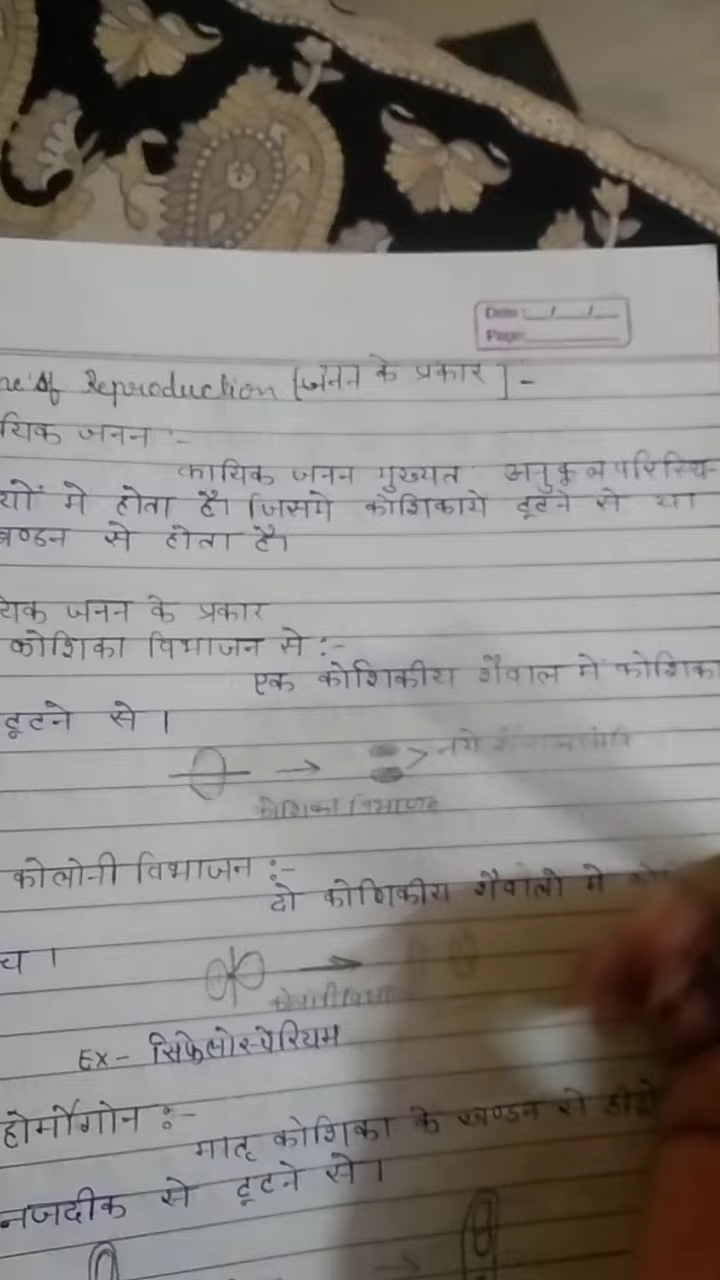 Date :
Page:
of Reproduction [जनन के प्रकार ] -
यिक जनन :-
कायिक जनन मुख्यत अनुकूल परिस्थि-
यों मे होता है। जिसमे कोशिकाये टूटने से या
खण्डन से होता है।
यिक जनन के प्रकार
कोशिका विभाजन से :-
एक कोशिकीय शैवाल में कोशिका
टूटने से ।
→ > नये
कोशिका विभाजन
कोलोनी विभाजन :-
दो कोशिकीय शैवालो मे
च ।
Ex- सिफेलोस्पेरियम
होर्मोगोन :-
मातृ कोशिका के खण्डन से
नजदीक से टूटने से ।